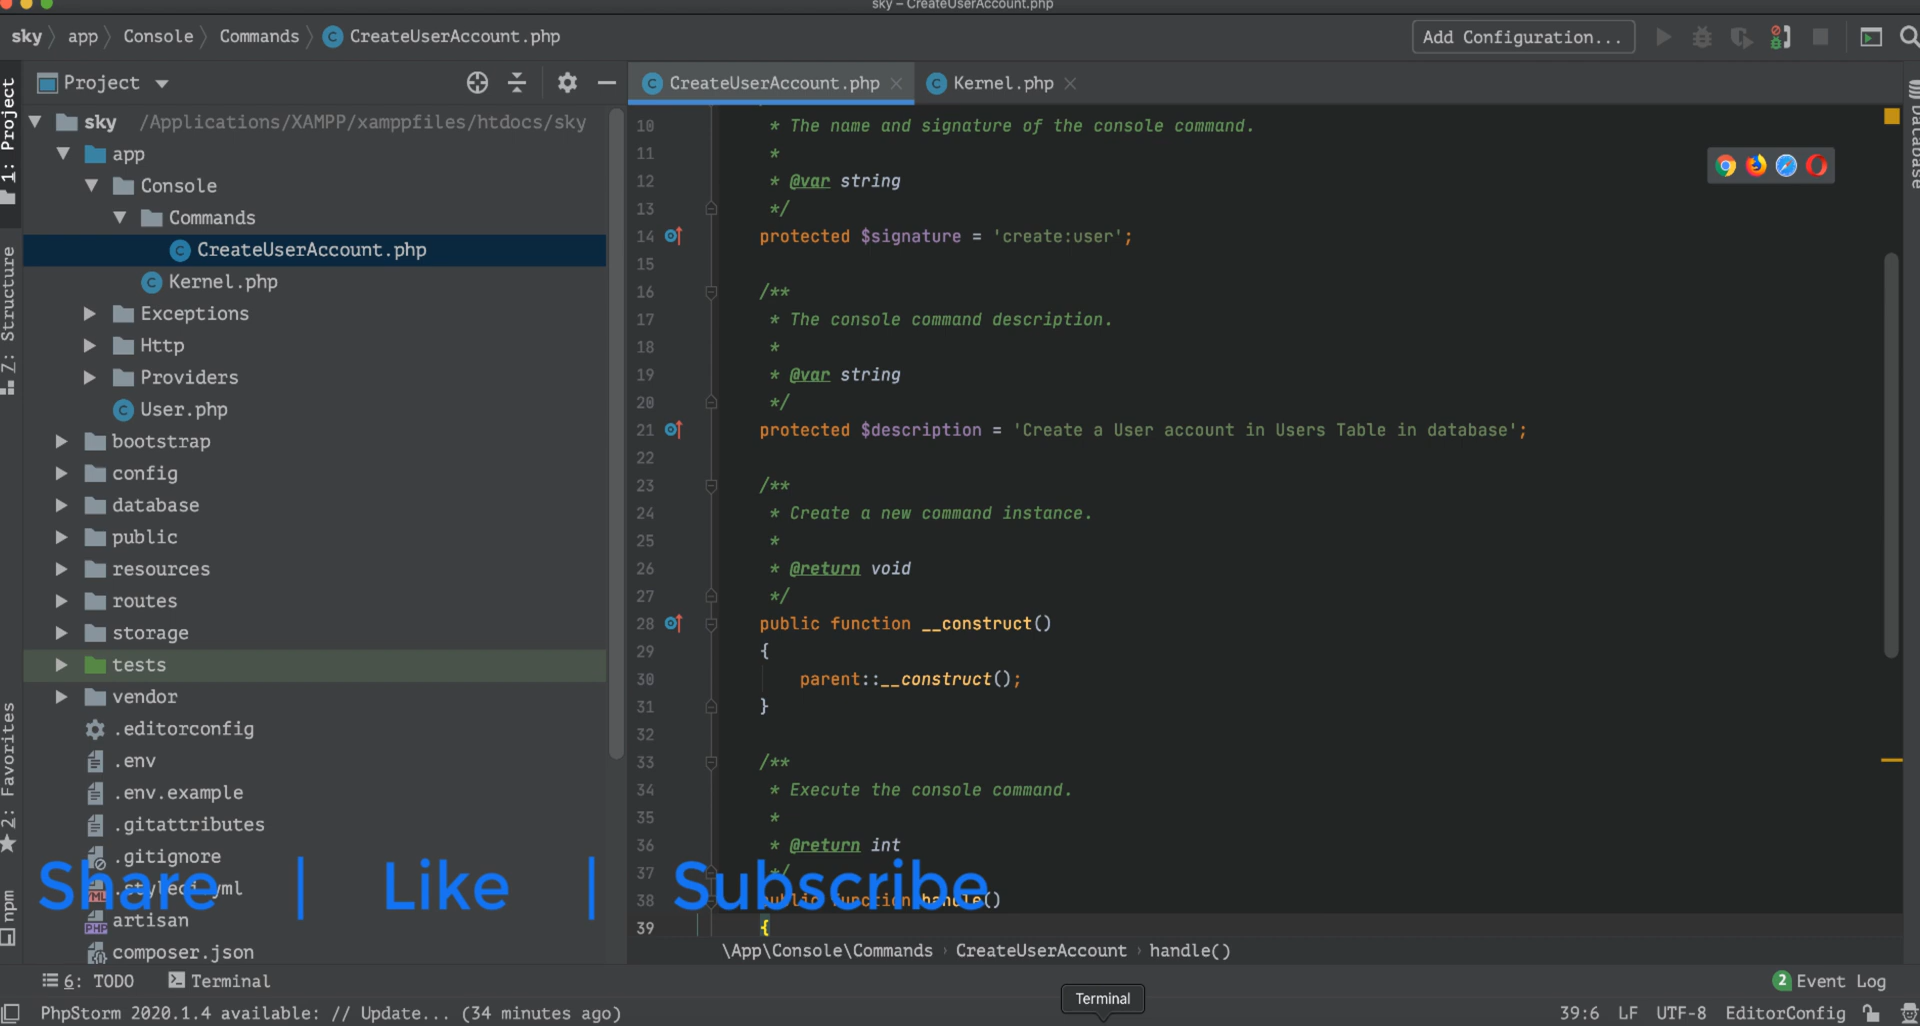 sky – CreateUserAccount.php
sky app Console Commands CreateUserAccount.php
Add Configuration...
1: Project
Z: Structure
2: Favorites
npm
Project
sky /Applications/XAMPP/xamppfiles/htdocs/sky
app
Console
Commands
CreateUserAccount.php
Kernel.php
Exceptions
Http
Providers
User.php
bootstrap
config
database
public
resources
routes
storage
tests
vendor
.editorconfig
.env
.env.example
.gitattributes
.gitignore
.styleci.yml
artisan
composer.json
CreateUserAccount.php Kernel.php
10 * The name and signature of the console command.
11 *
12 * @var string
13 */
14 protected $signature = 'create:user';
15
16 /**
17 * The console command description.
18 *
19 * @var string
20 */
21 protected $description = 'Create a User account in Users Table in database';
22
23 /**
24 * Create a new command instance.
25 *
26 * @return void
27 */
28 public function __construct()
29 {
30 parent::__construct();
31 }
32
33 /**
34 * Execute the console command.
35 *
36 * @return int
37 */
38 public function handle()
39 {
Share | Like | Subscribe
\App\Console\Commands › CreateUserAccount › handle()
Database
6: TODO Terminal
2 Event Log
Terminal
PhpStorm 2020.1.4 available: // Update... (34 minutes ago)
39:6 LF UTF-8 EditorConfig